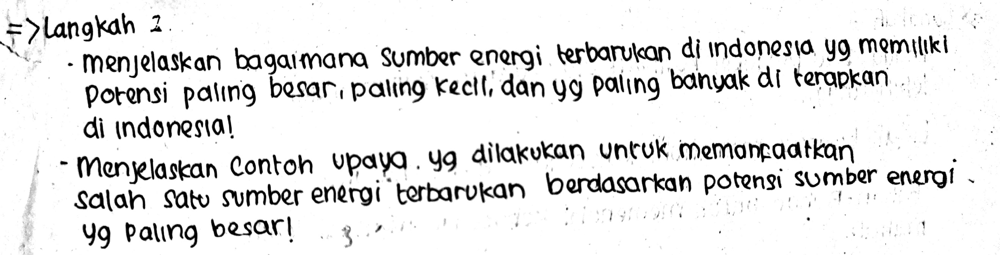 => Langkah 2.
· menjelaskan bagaimana sumber energi terbarukan di indonesia yg memiliki
potensi paling besar, paling kecil, dan yg paling banyak di terapkan
di indonesia!
- Menjelaskan contoh upaya yg dilakukan untuk memanfaatkan
salah satu sumber energi terbarukan berdasarkan potensi sumber energi
yg paling besar!